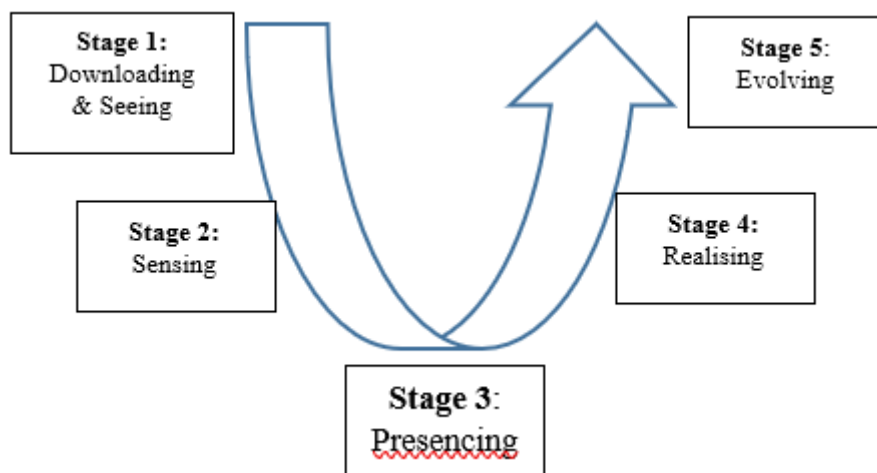 Stage 1:
Downloading
& Seeing
Stage 2:
Sensing
Stage 3:
Presencing
Stage 4:
Realising
Stage 5:
Evolving